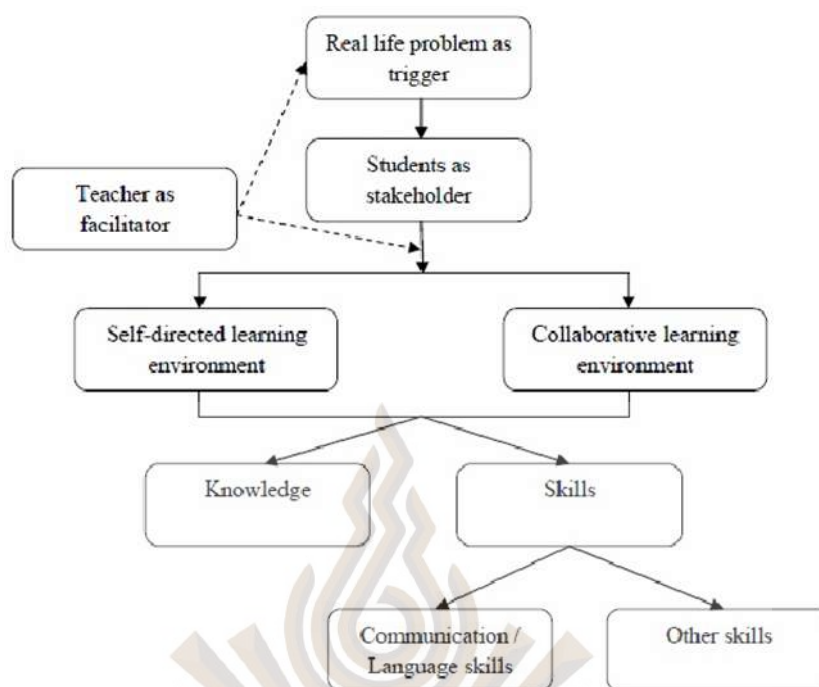 Real life problem as
trigger
Students as
stakeholder
Teacher as
facilitator
Self-directed learning
environment
Collaborative learning
environment
Knowledge
Skills
Communication /
Language skills
Other skills